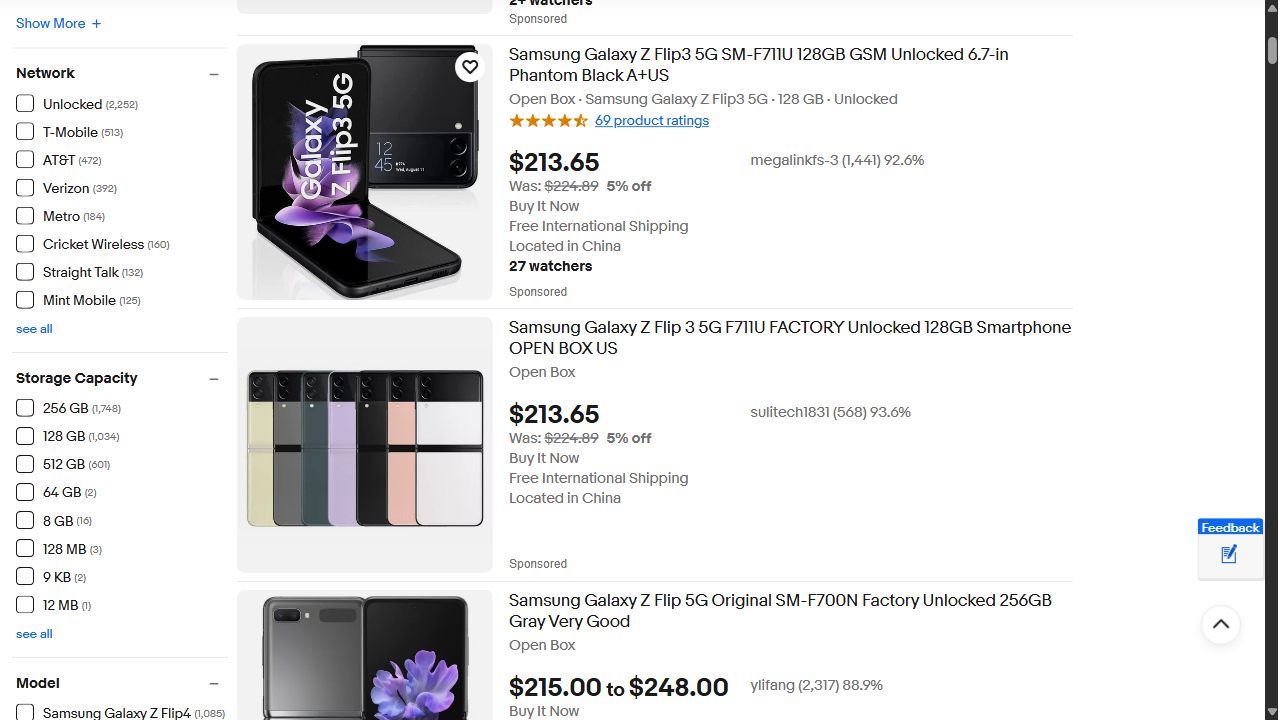 Show More +
Network
Unlocked (2,252)
T-Mobile (513)
AT&T (472)
Verizon (392)
Metro (184)
Cricket Wireless (160)
Straight Talk (132)
Mint Mobile (125)
see all
Storage Capacity
256 GB (1,748)
128 GB (1,034)
512 GB (601)
64 GB (2)
8 GB (16)
128 MB (3)
9 KB (2)
12 MB (1)
see all
Model
Samsung Galaxy Z Flip4 (1,085)
2+ watchers
Sponsored
Galaxy
Z Flip3 5G
12
45
Wed, August 11
Samsung Galaxy Z Flip3 5G SM-F711U 128GB GSM Unlocked 6.7-in
Phantom Black A+US
Open Box · Samsung Galaxy Z Flip3 5G · 128 GB · Unlocked
69 product ratings
$213.65
megalinkfs-3 (1,441) 92.6%
Was: $224.89 5% off
Buy It Now
Free International Shipping
Located in China
27 watchers
Sponsored
Samsung Galaxy Z Flip 3 5G F711U FACTORY Unlocked 128GB Smartphone
OPEN BOX US
Open Box
$213.65
sulitech1831 (568) 93.6%
Was: $224.89 5% off
Buy It Now
Free International Shipping
Located in China
Sponsored
Samsung Galaxy Z Flip 5G Original SM-F700N Factory Unlocked 256GB
Gray Very Good
Open Box
$215.00 to $248.00
ylifang (2,317) 88.9%
Buy It Now
Feedback